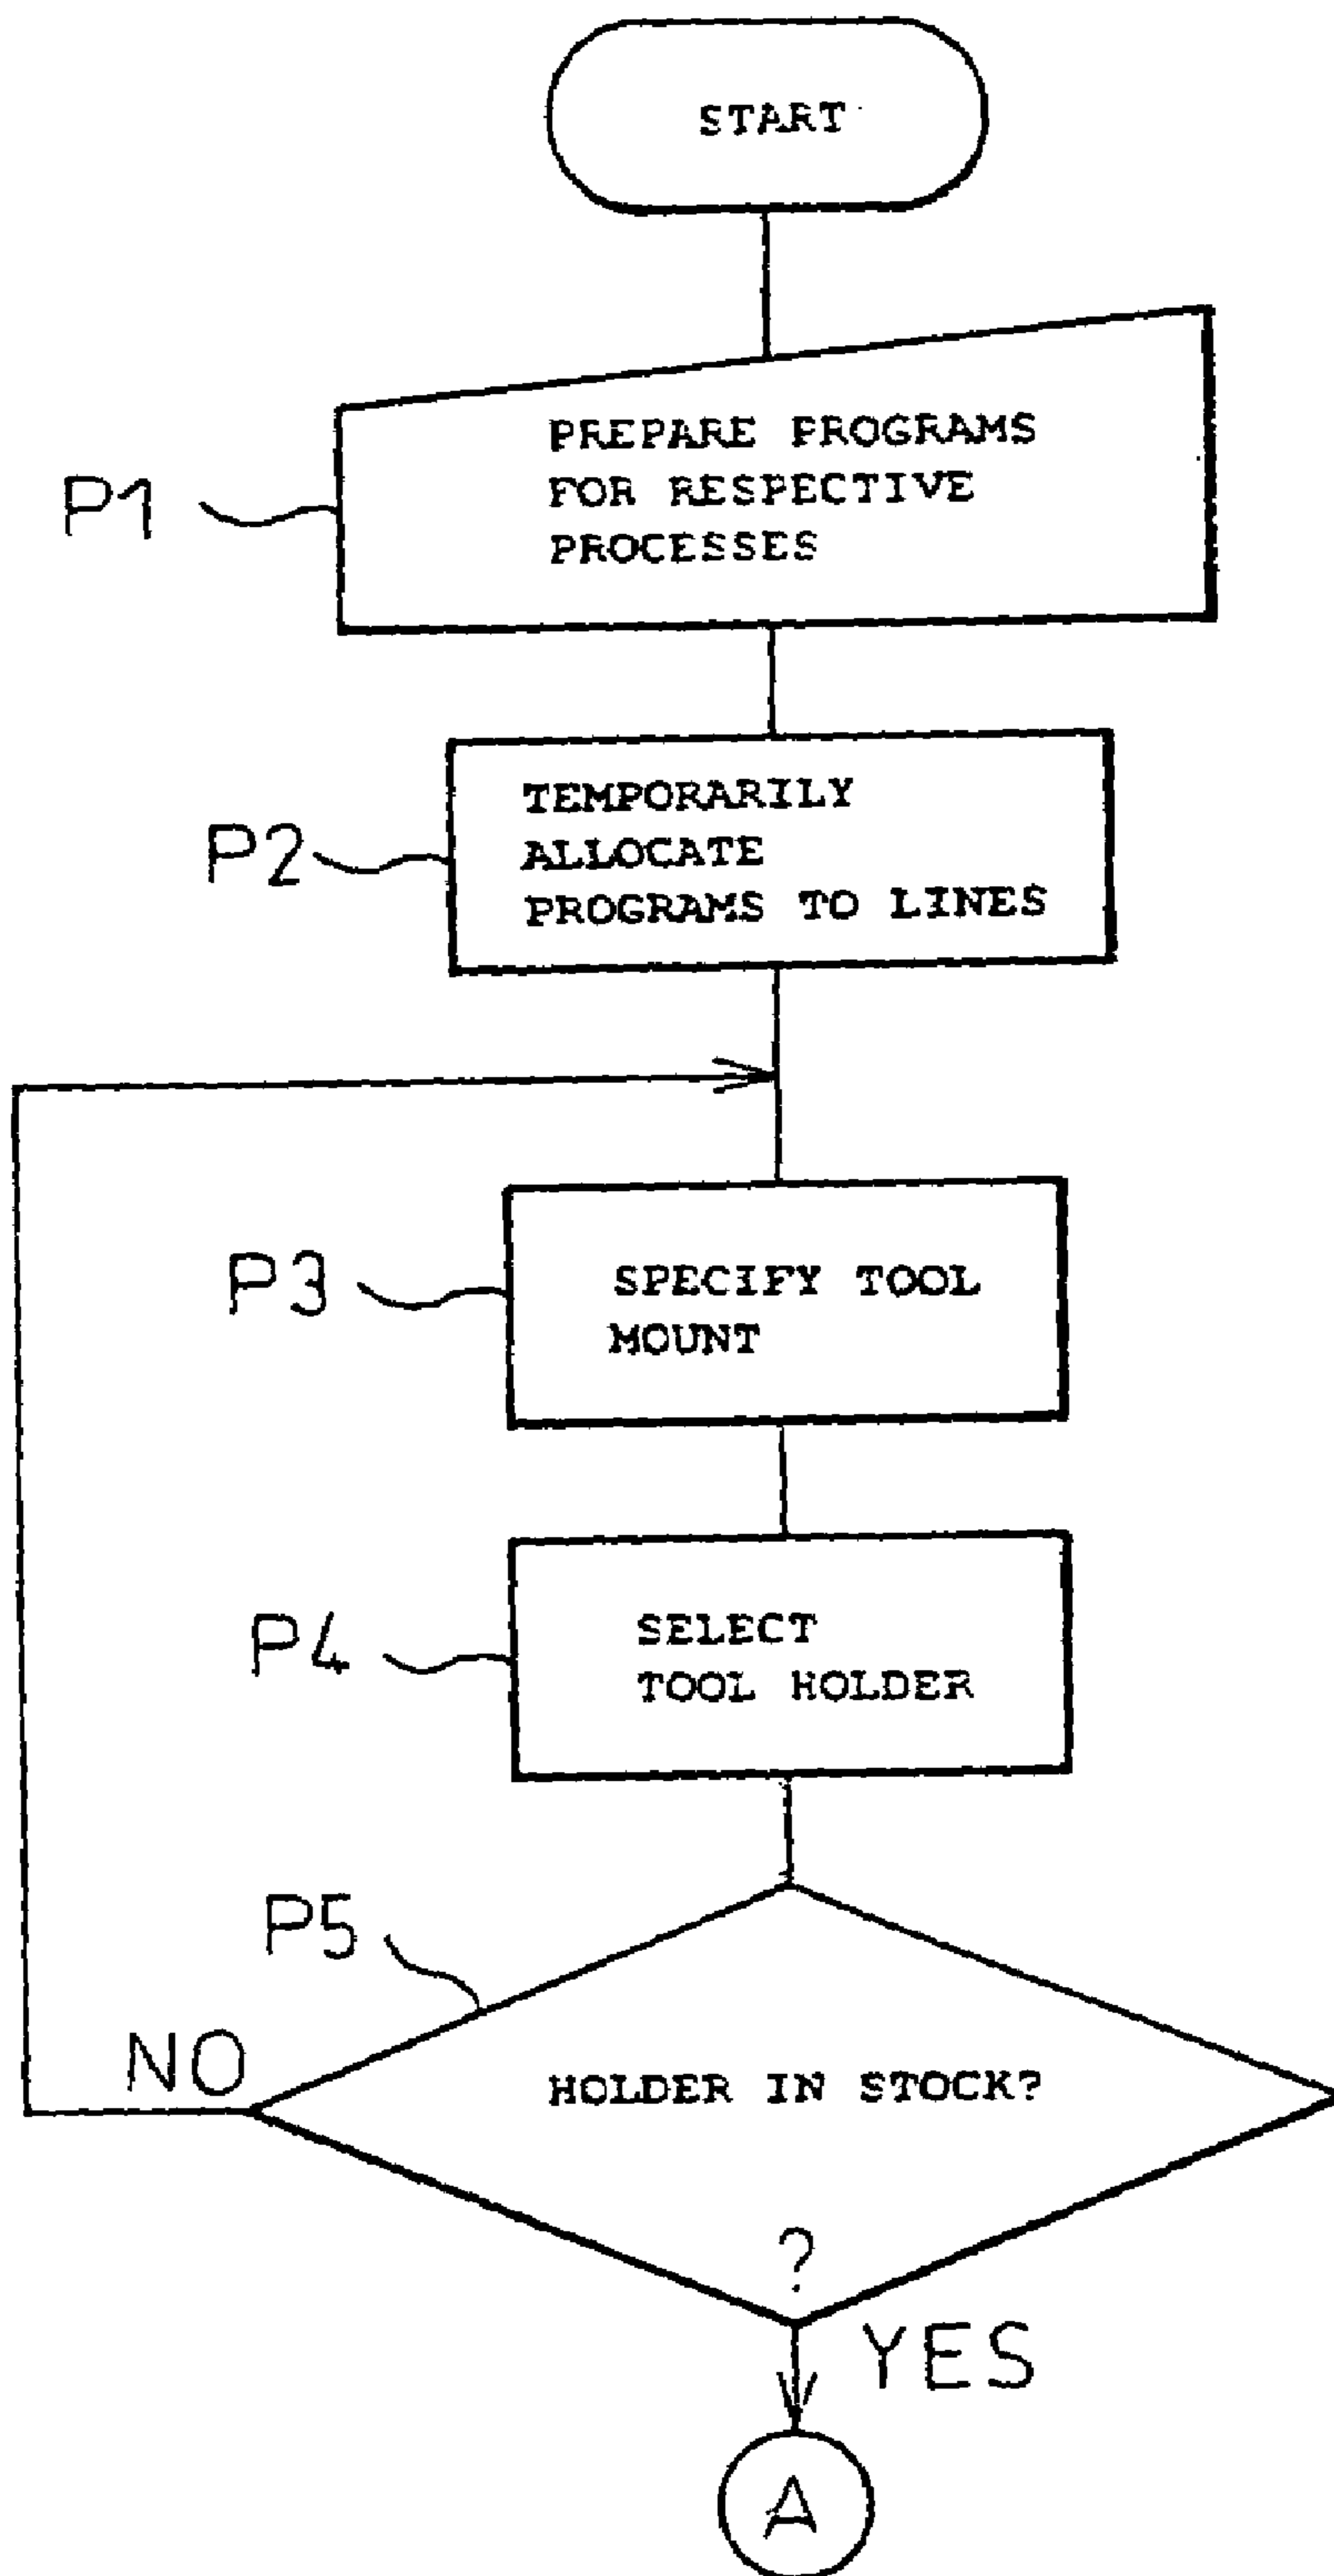 START
PREPARE PROGRAMS
FOR RESPECTIVE
PROCESSES
P1
TEMPORARILY
ALLOCATE
PROGRAMS TO LINES
P2
SPECIFY TOOL
MOUNT
P3
SELECT
TOOL HOLDER
P4
P5
NO
HOLDER IN STOCK?
?
YES
A